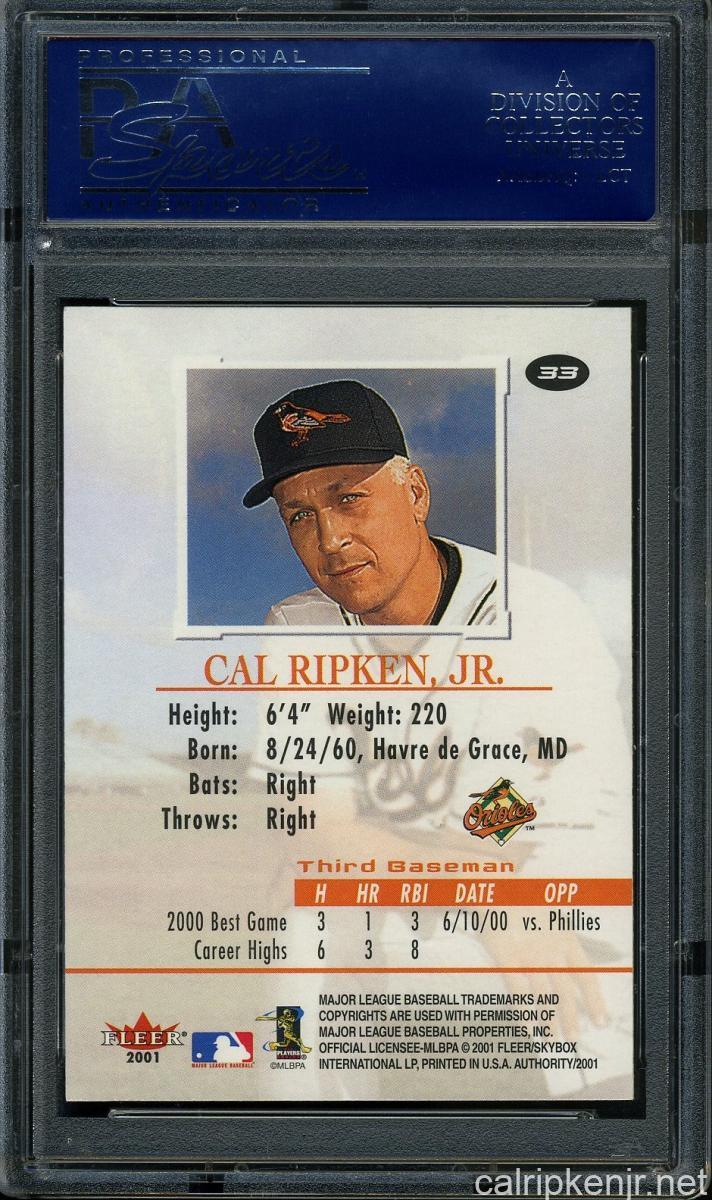 PROFESSIONAL
PSA
Sports
AUTHENTICATOR
A
DIVISION OF
COLLECTORS
UNIVERSE
33
CAL RIPKEN, JR.
Height: 6'4" Weight: 220
Born: 8/24/60, Havre de Grace, MD
Bats: Right
Throws: Right
Orioles
TM
Third Baseman
H HR RBI DATE OPP
2000 Best Game 3 1 3 6/10/00 vs. Phillies
Career Highs 6 3 8
MAJOR LEAGUE BASEBALL TRADEMARKS AND
COPYRIGHTS ARE USED WITH PERMISSION OF
MAJOR LEAGUE BASEBALL PROPERTIES, INC.
OFFICIAL LICENSEE-MLBPA © 2001 FLEER/SKYBOX
INTERNATIONAL LP, PRINTED IN U.S.A. AUTHORITY/2001
FLEER®
2001
MAJOR LEAGUE BASEBALL
PLAYERS
©MLBPA
calripkenjr.net